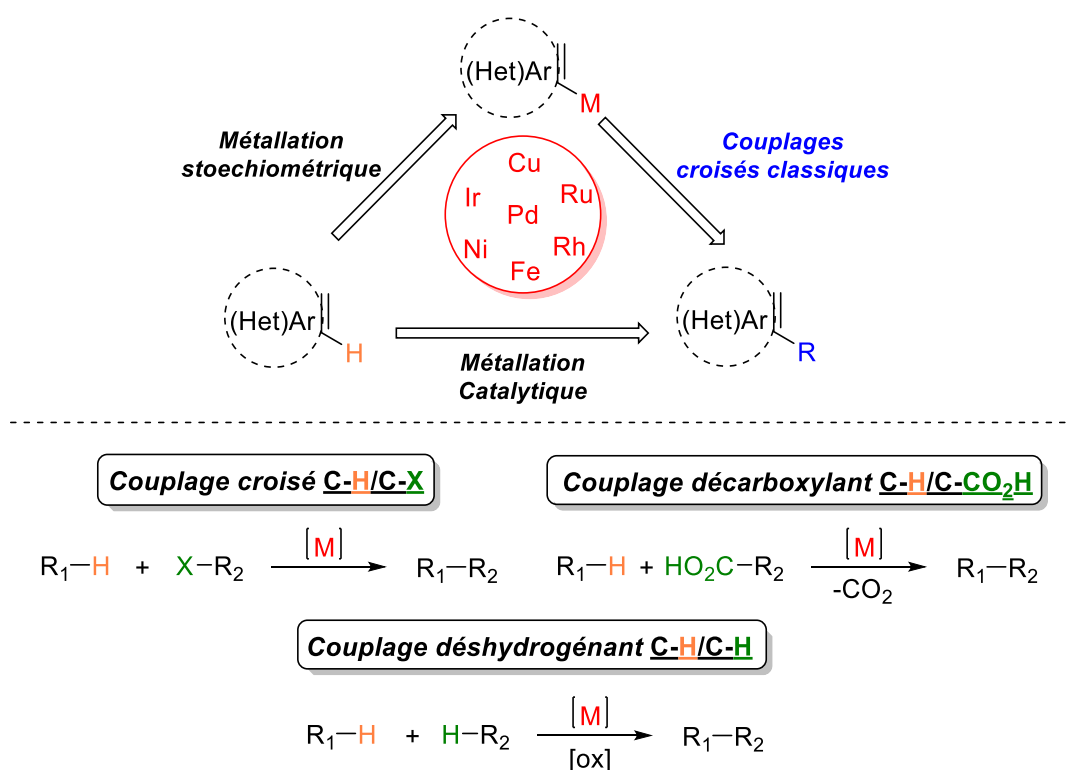 (Het)Ar
M
Métallation
stoechiométrique
Couplages
croisés classiques
Cu
Ir Ru
Pd
Ni Rh
Fe
(Het)Ar
H
(Het)Ar
R
Métallation
Catalytique
Couplage croisé C-H/C-X
Couplage décarboxylant C-H/C-CO2H
R1-H + X-R2 [M] R1-R2
R1-H + HO2C-R2 [M] -CO2 R1-R2
Couplage déshydrogénant C-H/C-H
R1-H + H-R2 [M] [ox] R1-R2